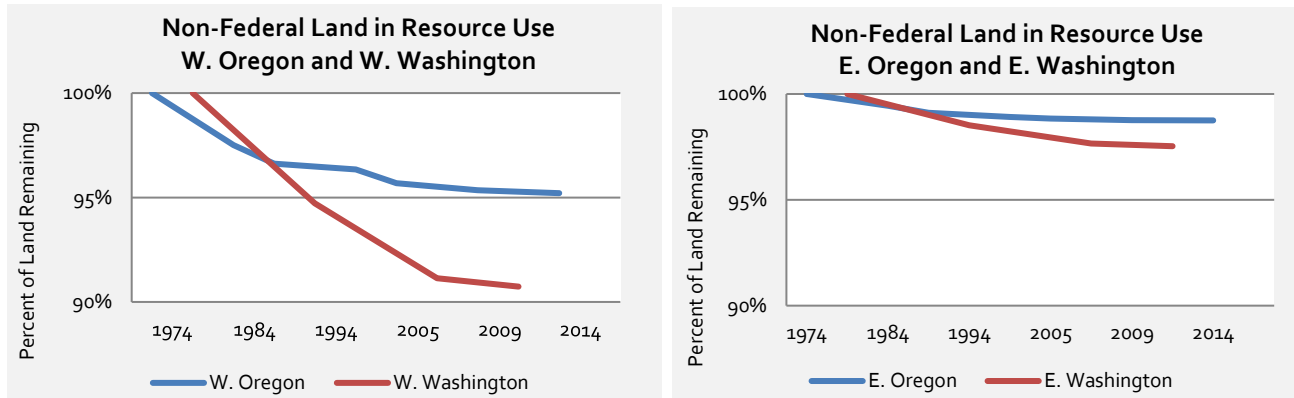 Non-Federal Land in Resource Use
W. Oregon and W. Washington
Percent of Land Remaining
100%
95%
90%
1974 1984 1994 2005 2009 2014
W. Oregon W. Washington
Non-Federal Land in Resource Use
E. Oregon and E. Washington
Percent of Land Remaining
100%
95%
90%
1974 1984 1994 2005 2009 2014
E. Oregon E. Washington